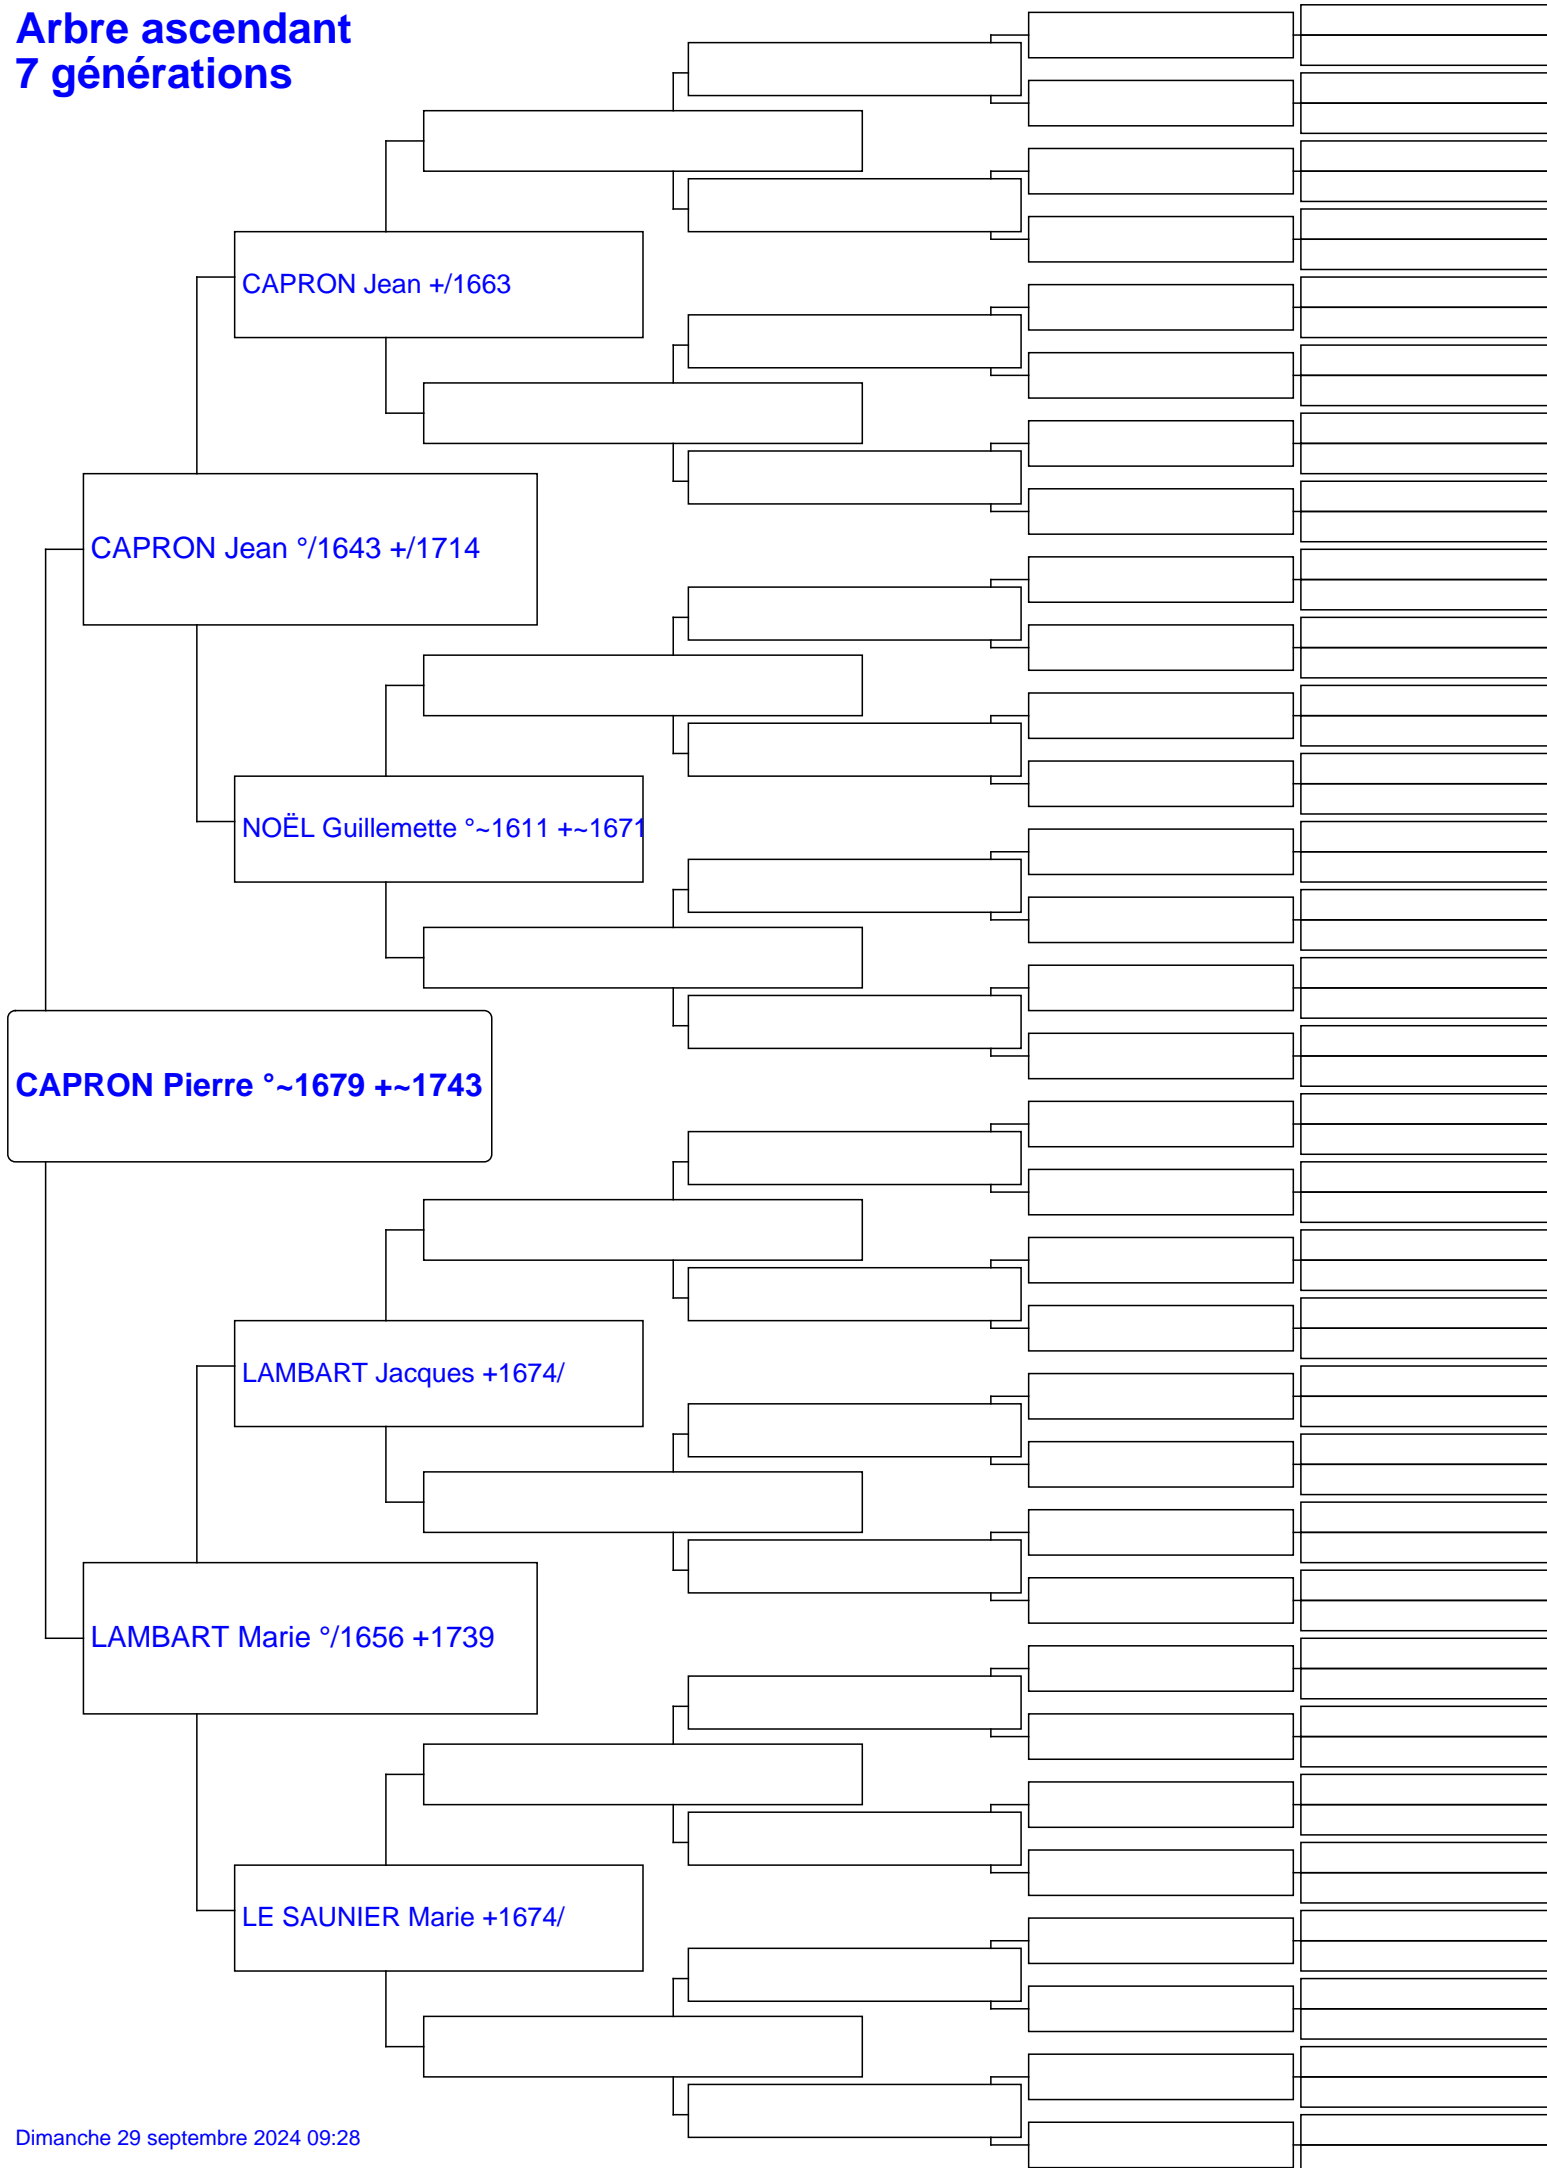 Arbre ascendant
7 générations
CAPRON Jean +/1663
CAPRON Jean °/1643 +/1714
NOËL Guillemette °~1611 +~1671
CAPRON Pierre °~1679 +~1743
LAMBART Jacques +1674/
LAMBART Marie °/1656 +1739
LE SAUNIER Marie +1674/
Dimanche 29 septembre 2024 09:28